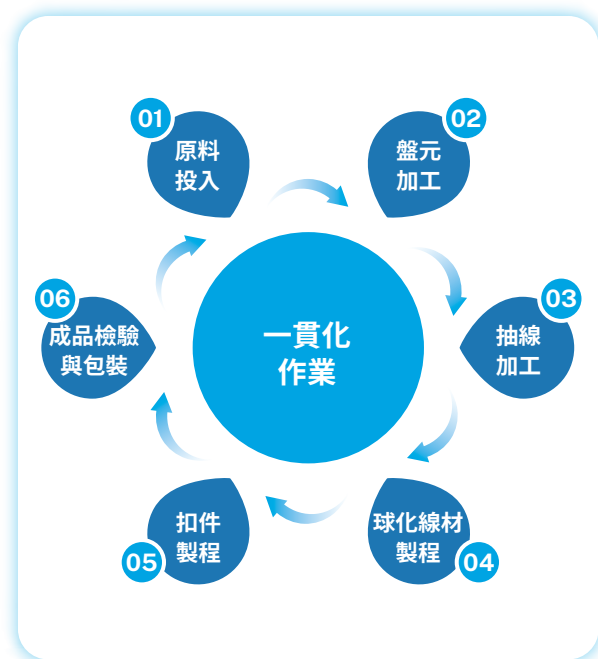 01
原料
投入
02
盤元
加工
03
抽線
加工
04
球化線材
製程
05
扣件
製程
06
成品檢驗
與包裝
一貫化
作業